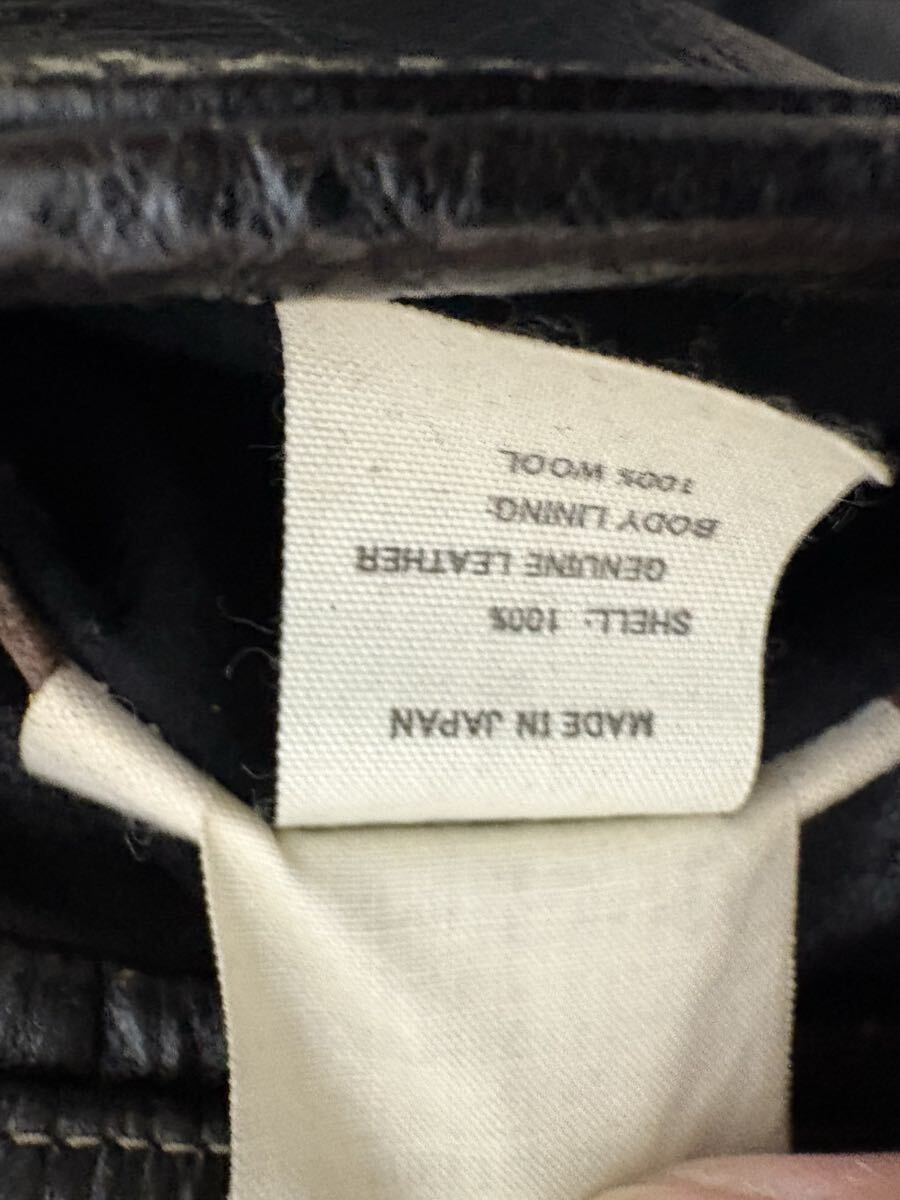 MADE IN JAPAN
SHELL: 100%
GENUINE LEATHER
BODY LINING:
100% WOOL